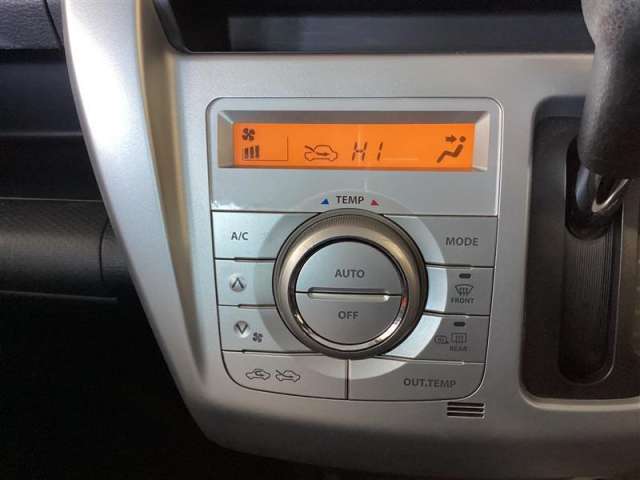 HI
TEMP
A/C
MODE
AUTO
OFF
FRONT
REAR
OUT.TEMP